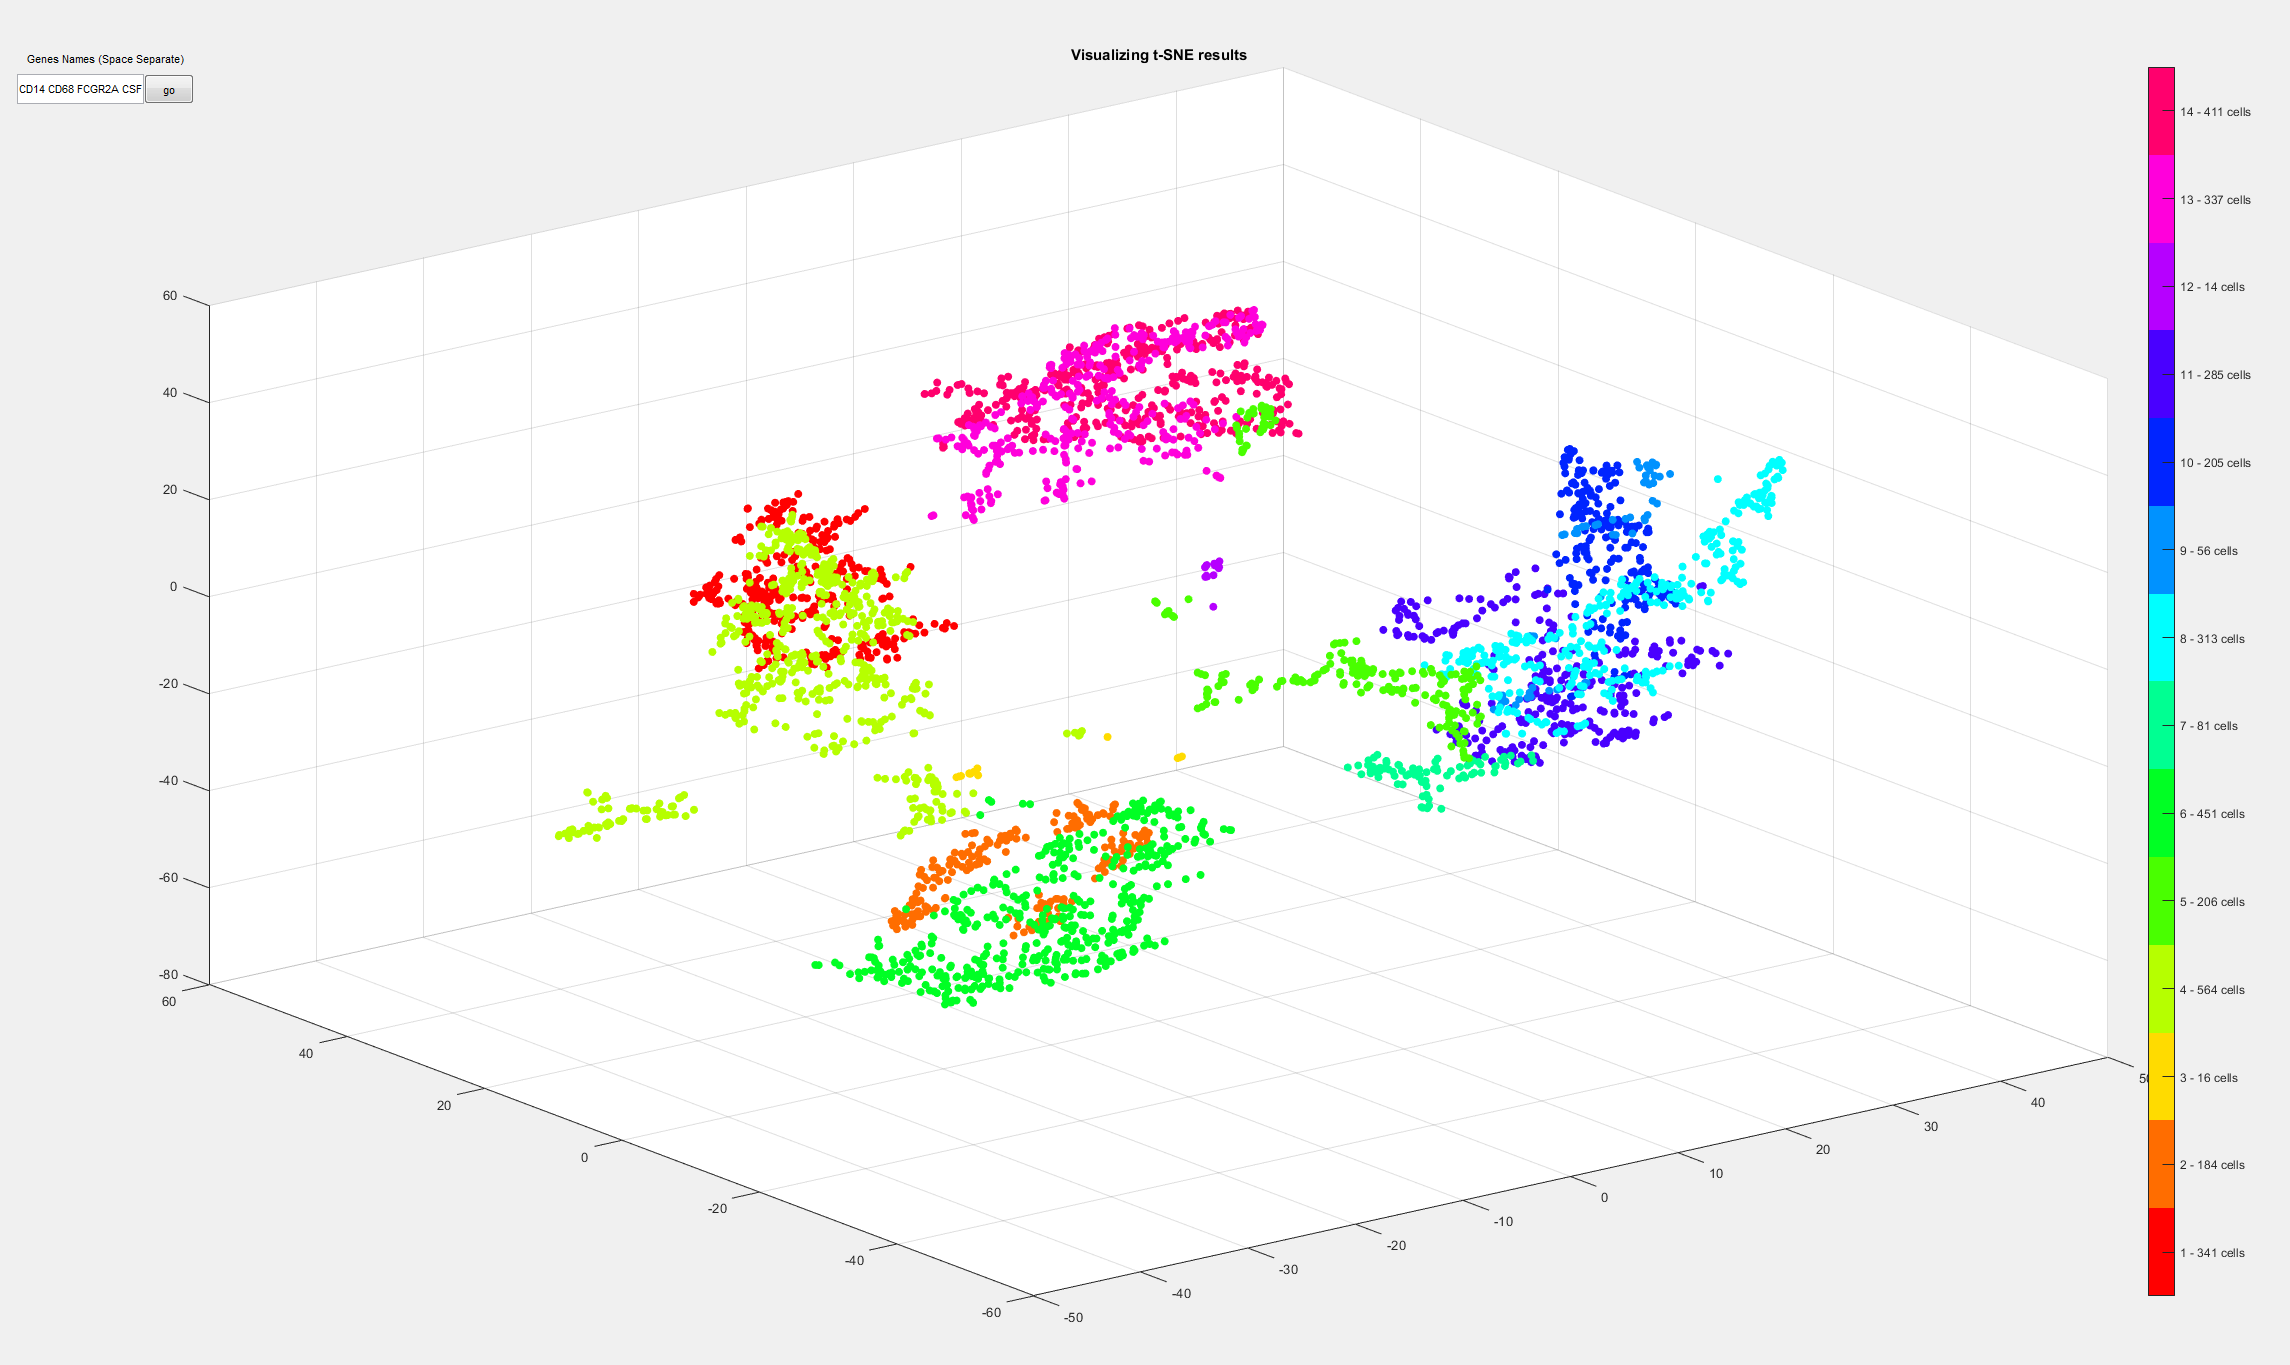 Visualizing t-SNE results
Genes Names (Space Separate)
CD14 CD68 FCGR2A CSF
go
14 - 411 cells
13 - 337 cells
12 - 14 cells
11 - 285 cells
10 - 205 cells
9 - 56 cells
8 - 313 cells
7 - 81 cells
6 - 451 cells
5 - 206 cells
4 - 564 cells
3 - 16 cells
2 - 184 cells
1 - 341 cells
60
40
20
0
-20
-40
-60
-80
60
40
20
0
-20
-40
-60
-50
-40
-30
-20
-10
0
10
20
30
40